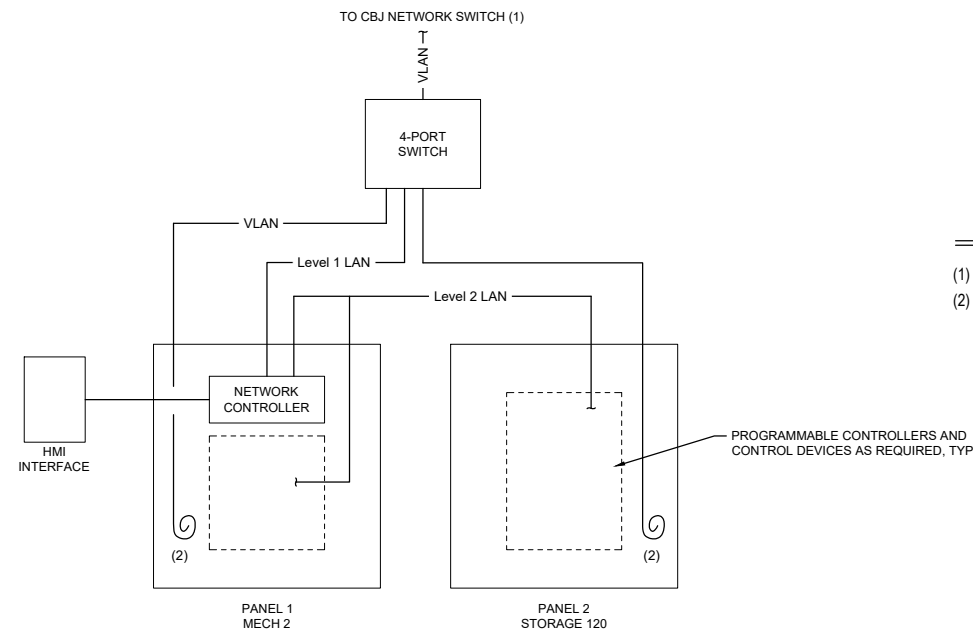 TO CBJ NETWORK SWITCH (1)
VLAN
4-PORT
SWITCH
VLAN
Level 1 LAN
Level 2 LAN
(1)
(2)
NETWORK
CONTROLLER
HMI
INTERFACE
PROGRAMMABLE CONTROLLERS AND
CONTROL DEVICES AS REQUIRED, TYP
(2)
(2)
PANEL 1
MECH 2
PANEL 2
STORAGE 120